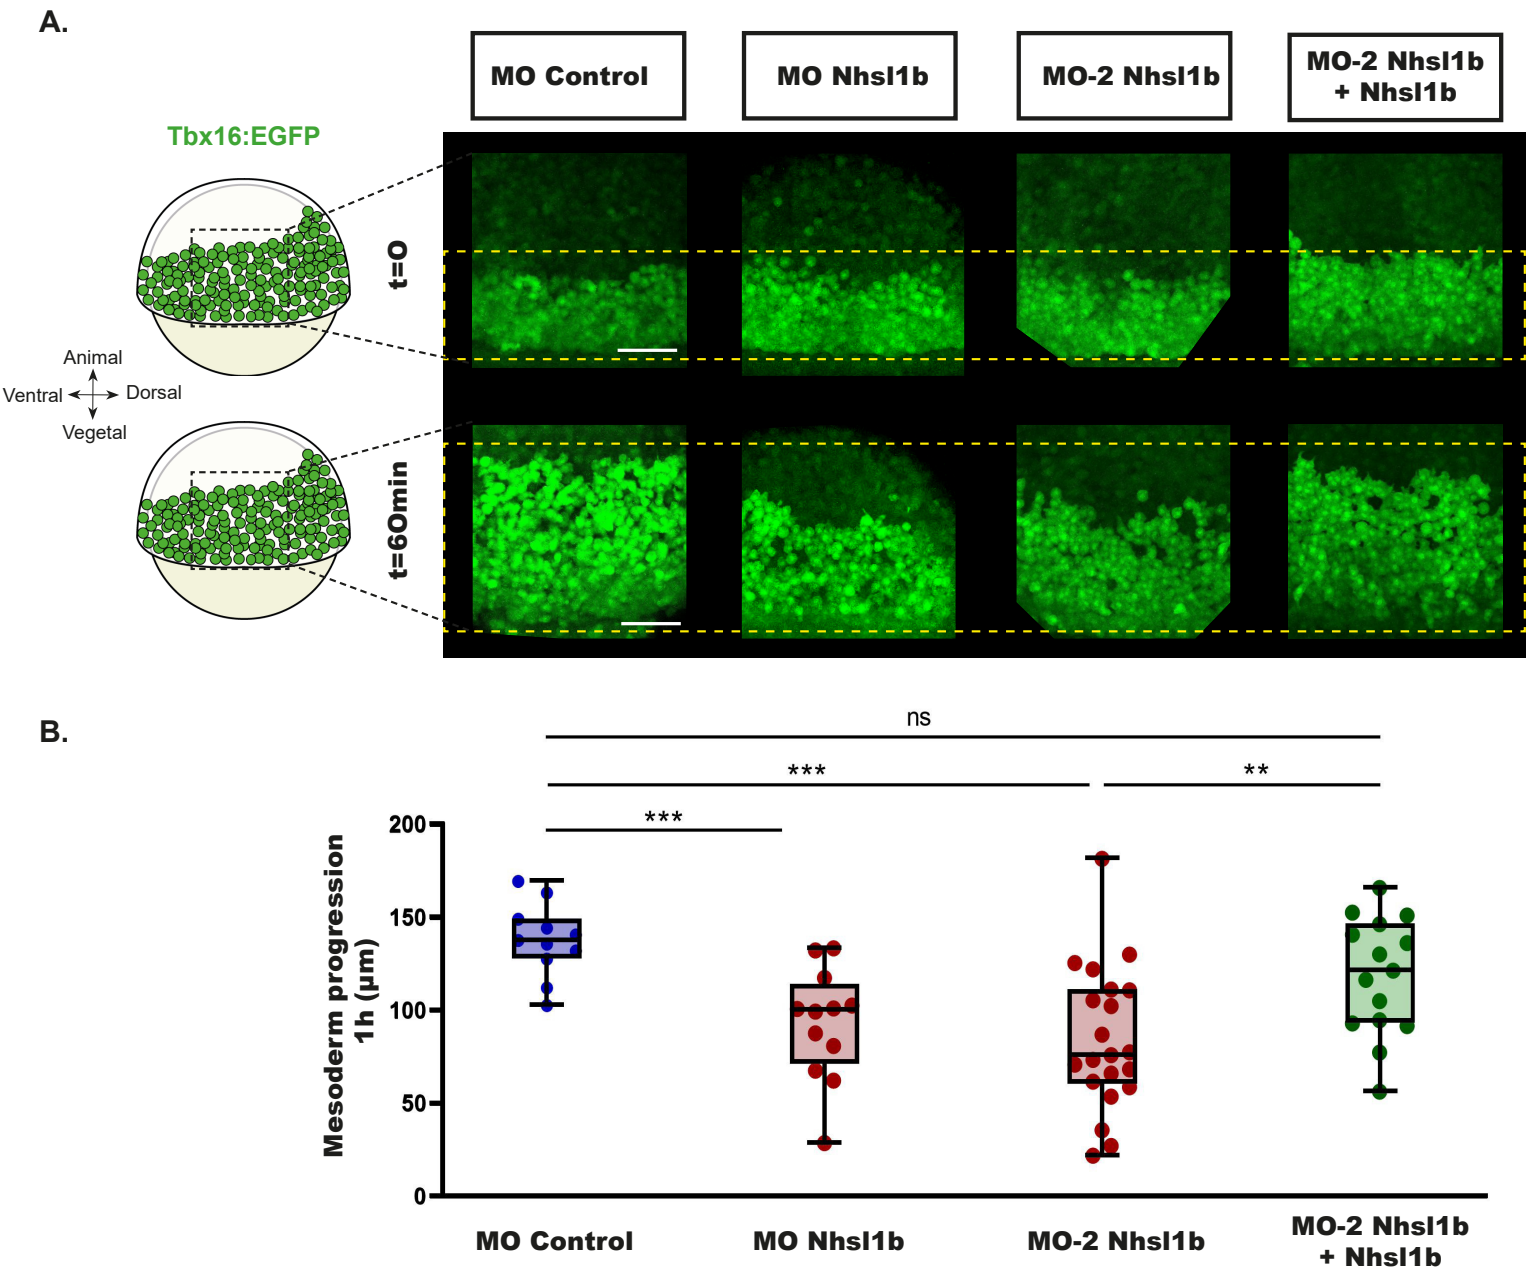 A.
MO Control
MO Nhsl1b
MO-2 Nhsl1b
MO-2 Nhsl1b
+ Nhsl1b
Tbx16:EGFP
t=0
Animal
Ventral
Dorsal
Vegetal
t=60min
B.
ns
***
**
***
Mesoderm progression
1h (μm)
200
150
100
50
0
MO Control
MO Nhsl1b
MO-2 Nhsl1b
MO-2 Nhsl1b
+ Nhsl1b